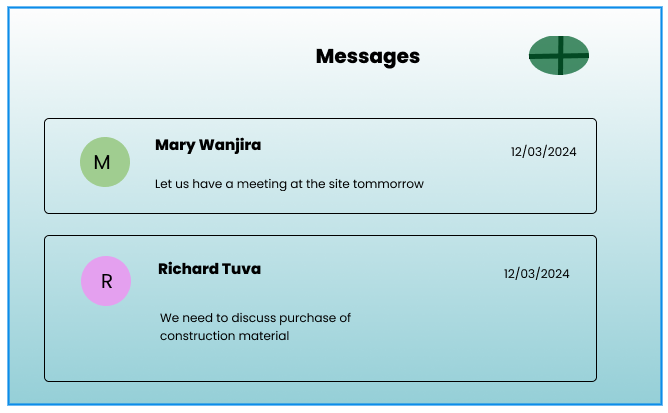 Messages
M
Mary Wanjira
12/03/2024
Let us have a meeting at the site tommorrow
R
Richard Tuva
12/03/2024
We need to discuss purchase of
construction material